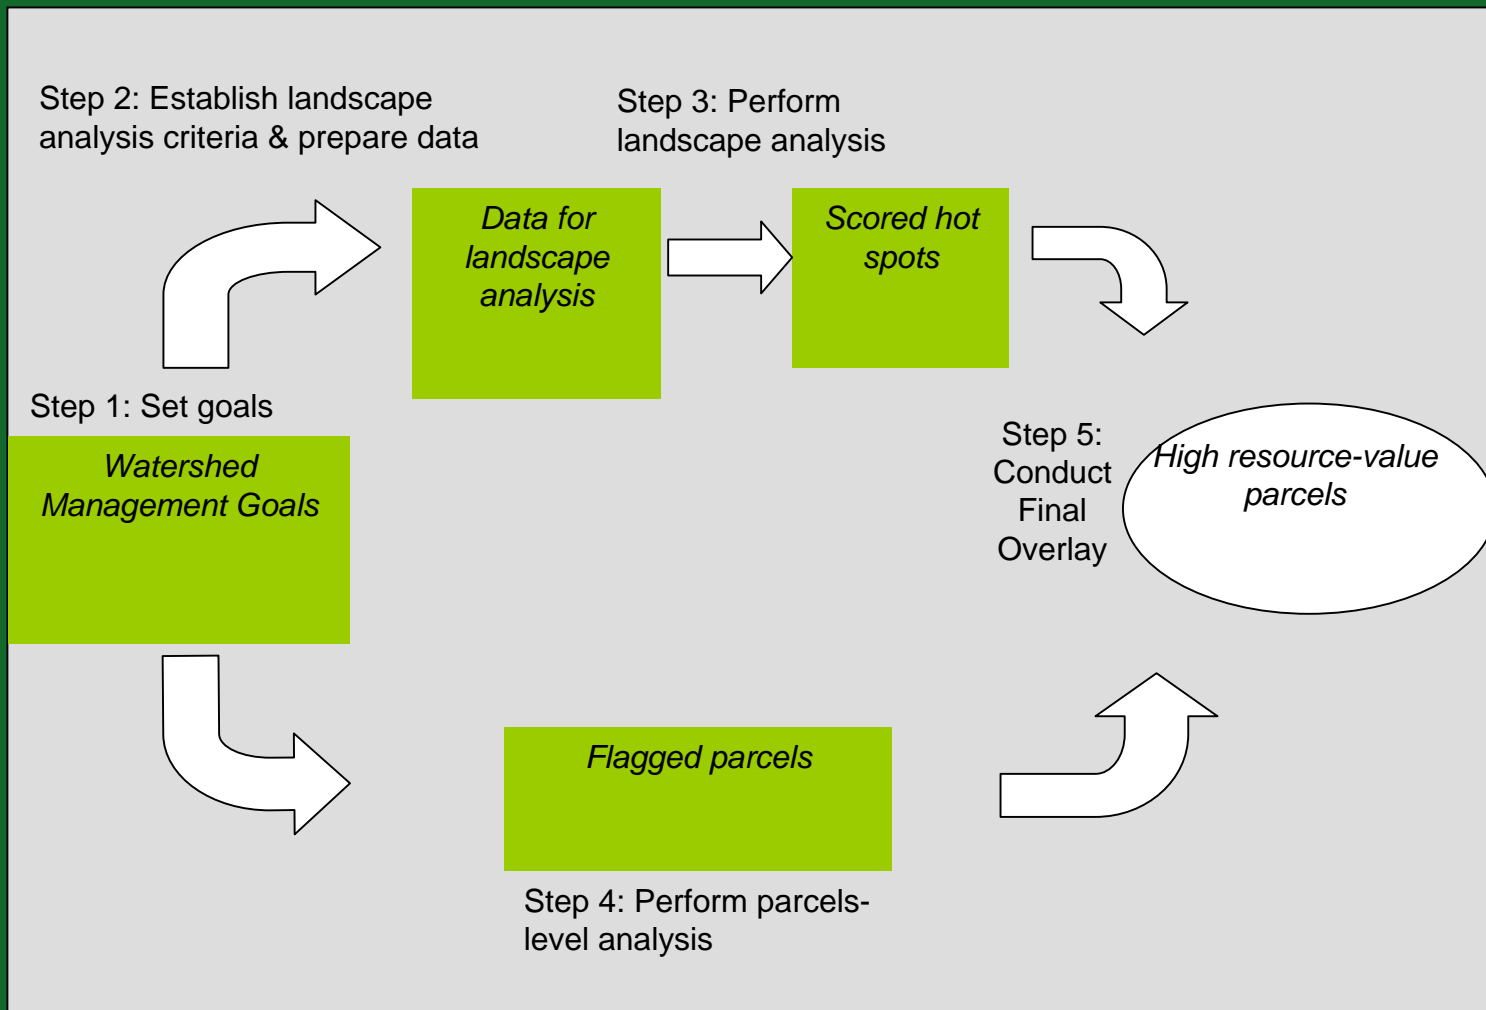 Step 2: Establish landscape
analysis criteria & prepare data
Step 3: Perform
landscape analysis
Data for
landscape
analysis
Scored hot
spots
Step 1: Set goals
Watershed
Management Goals
Step 5:
Conduct
Final
Overlay
High resource-value
parcels
Flagged parcels
Step 4: Perform parcels-
level analysis